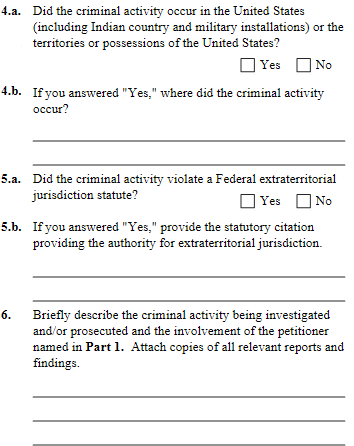 4.a. Did the criminal activity occur in the United States
(including Indian country and military installations) or the
territories or possessions of the United States?
Yes No
4.b. If you answered "Yes," where did the criminal activity
occur?
5.a. Did the criminal activity violate a Federal extraterritorial
jurisdiction statute?
Yes No
5.b. If you answered "Yes," provide the statutory citation
providing the authority for extraterritorial jurisdiction.
6. Briefly describe the criminal activity being investigated
and/or prosecuted and the involvement of the petitioner
named in Part 1. Attach copies of all relevant reports and
findings.